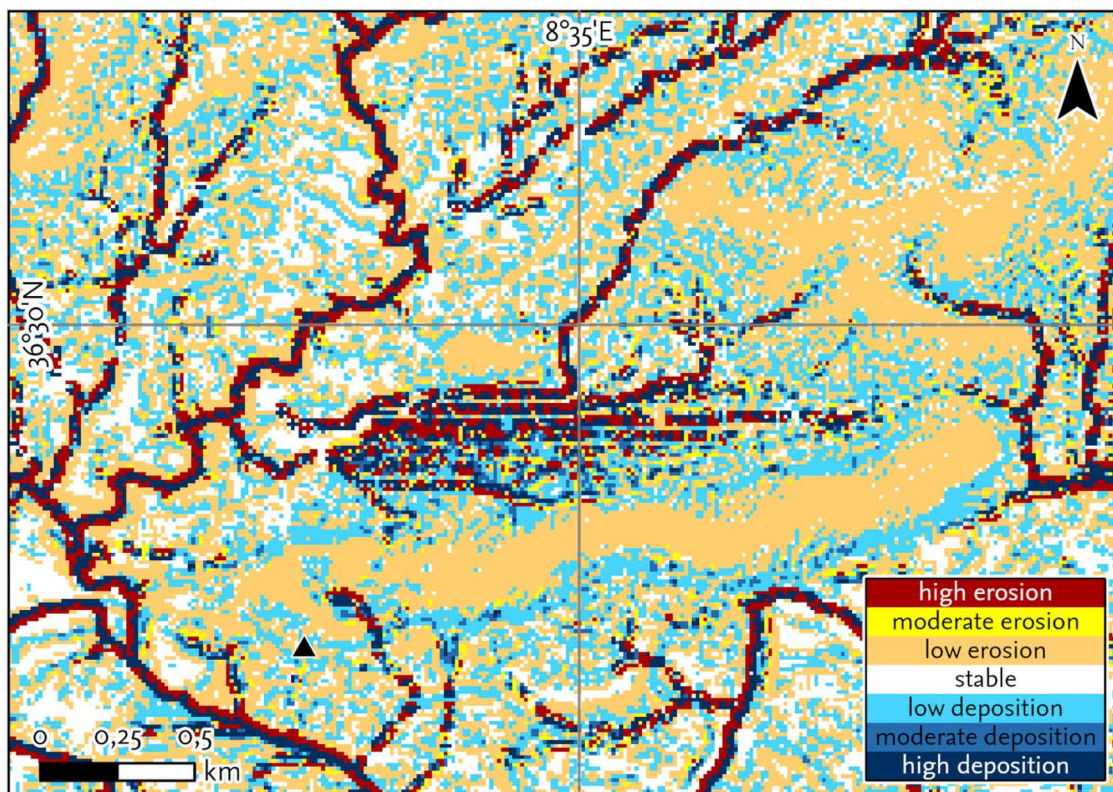 8°35'E
N
36°30'N
high erosion
moderate erosion
low erosion
stable
low deposition
moderate deposition
high deposition
0 0,25 0,5
km